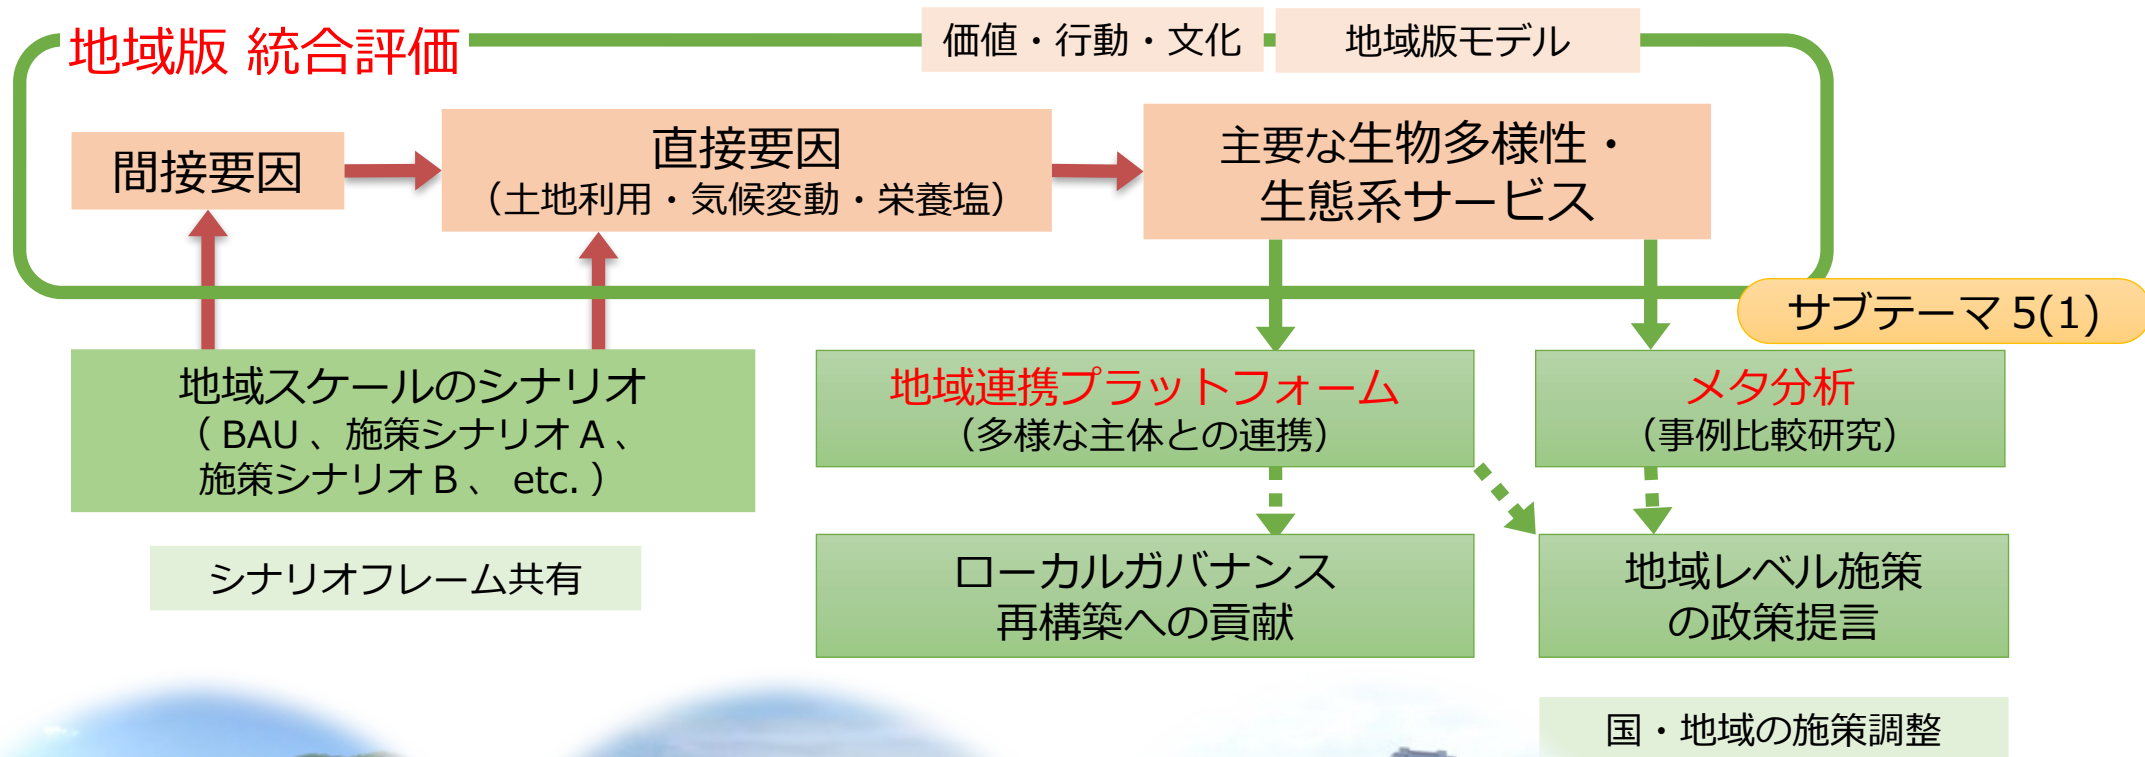 地域版 統合評価
価値・行動・文化
地域版モデル
間接要因
直接要因
（土地利用・気候変動・栄養塩）
主要な生物多様性・
生態系サービス
サブテーマ 5(1)
地域スケールのシナリオ
（ BAU 、施策シナリオ A 、
施策シナリオ B 、 etc. ）
地域連携プラットフォーム
（多様な主体との連携）
メタ分析
（事例比較研究）
シナリオフレーム共有
ローカルガバナンス
再構築への貢献
地域レベル施策
の政策提言
国・地域の施策調整